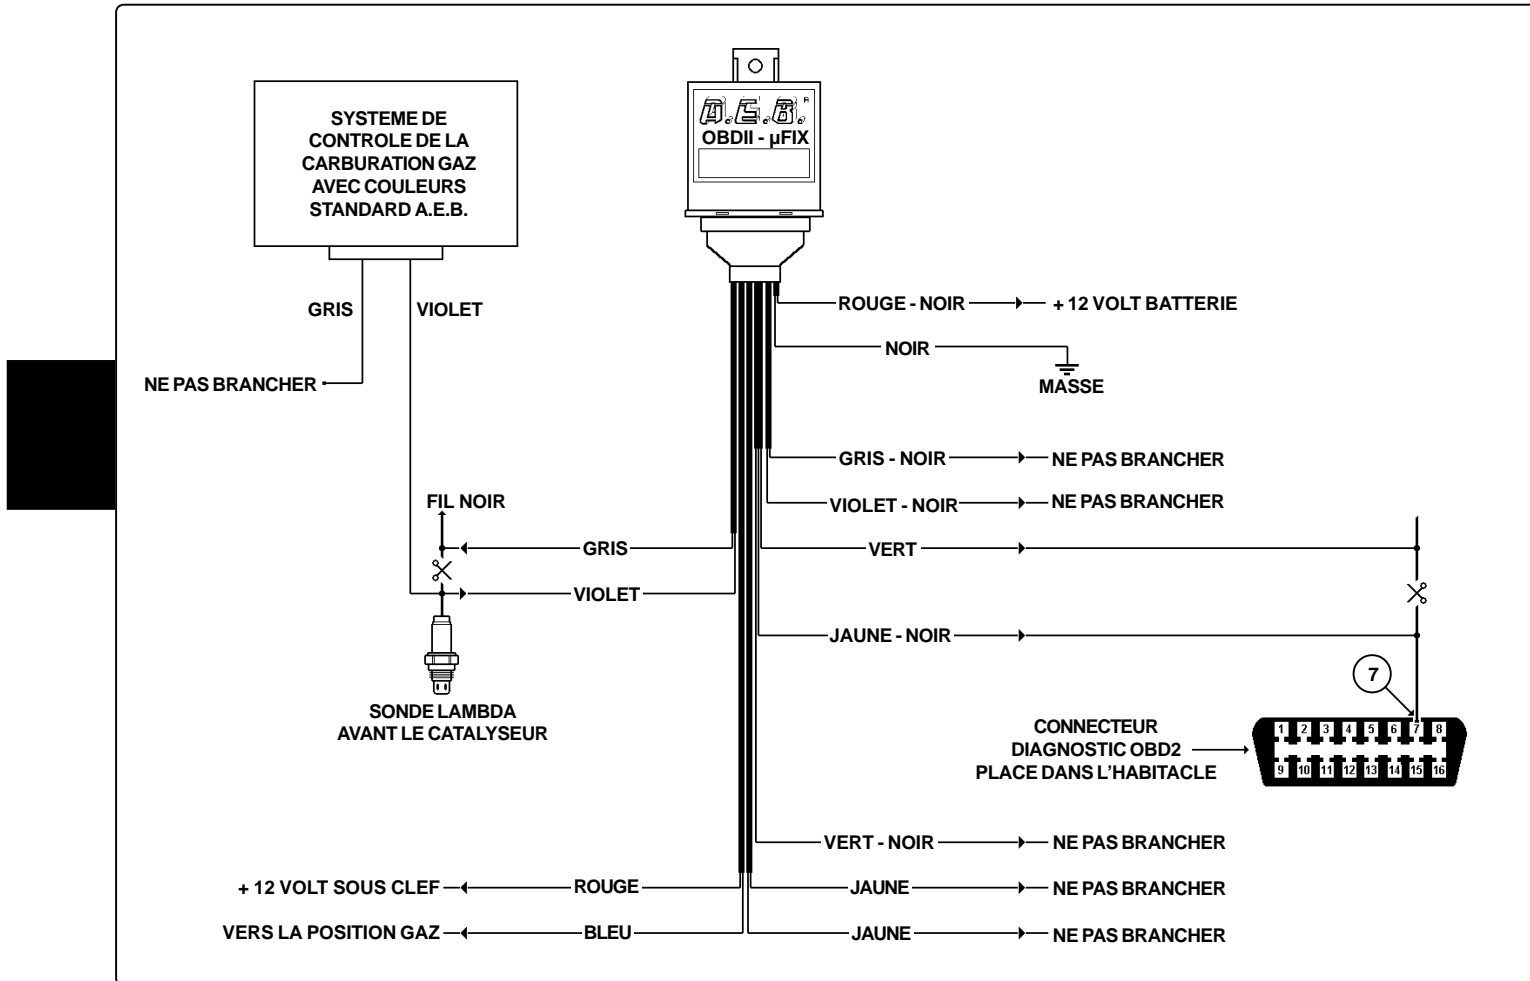 SYSTEME DE
CONTROLE DE LA
CARBURATION GAZ
AVEC COULEURS
STANDARD A.E.B.
GRIS
VIOLET
NE PAS BRANCHER
A.E.B.®
OBDII - µFIX
ROUGE - NOIR
+ 12 VOLT BATTERIE
NOIR
MASSE
GRIS - NOIR
NE PAS BRANCHER
VIOLET - NOIR
NE PAS BRANCHER
FIL NOIR
GRIS
VERT
VIOLET
JAUNE - NOIR
SONDE LAMBDA
AVANT LE CATALYSEUR
7
CONNECTEUR
DIAGNOSTIC OBD2
PLACE DANS L'HABITACLE
1 2 3 4 5 6 7 8
9 10 11 12 13 14 15 16
VERT - NOIR
NE PAS BRANCHER
+ 12 VOLT SOUS CLEF
ROUGE
JAUNE
NE PAS BRANCHER
VERS LA POSITION GAZ
BLEU
JAUNE
NE PAS BRANCHER